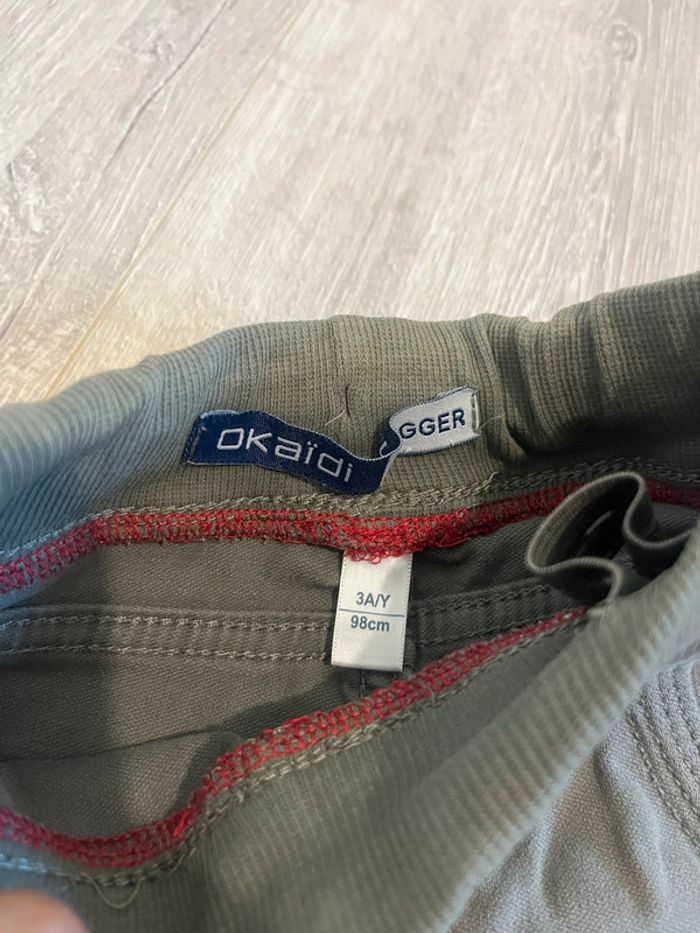 okaïdi
GGER
3A/Y
98cm